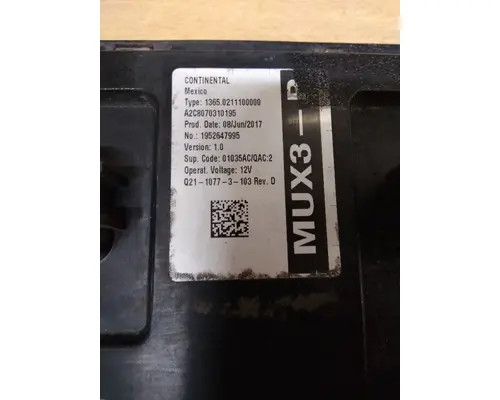 CONTINENTAL
Mexico
Type: 1365.0211100000
A2C8070310195
Prod. Date: 08/Jun/2017
No.: 1952647995
Version: 1.0
Sup. Code: 01035AC/QAC:2
Operat. Voltage: 12V
Q21-1077-3-103 Rev. D
MUX3-